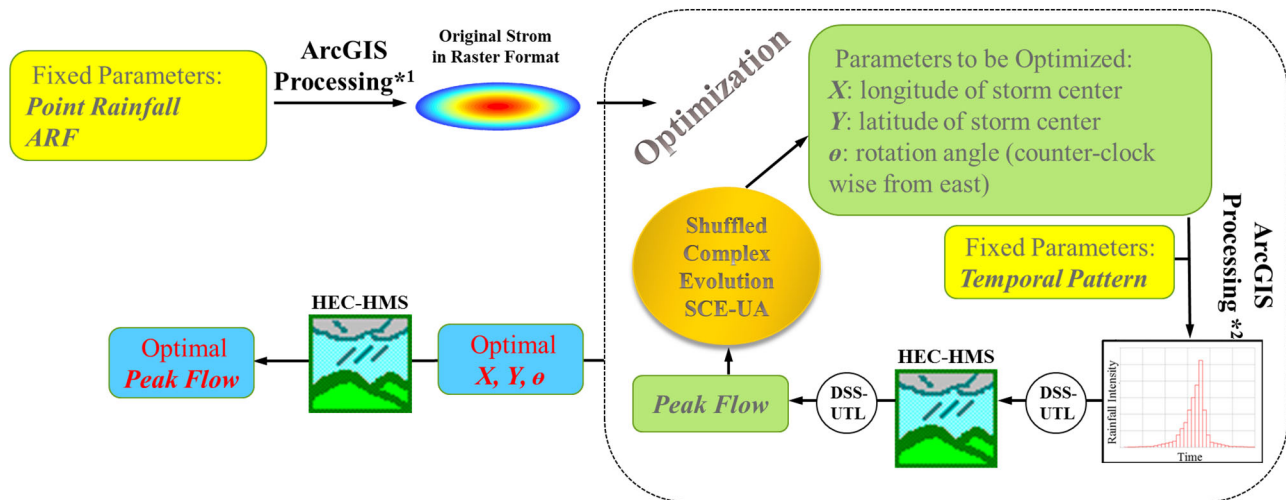 Fixed Parameters:
Point Rainfall
ARF
ArcGIS
Processing*1
Original Strom
in Raster Format
Optimization
Parameters to be Optimized:
X: longitude of storm center
Y: latitude of storm center
ө: rotation angle (counter-clock
wise from east)
Shuffled
Complex
Evolution
SCE-UA
Fixed Parameters:
Temporal Pattern
ArcGIS
Processing *2
Rainfall Intensity
Time
DSS-
UTL
HEC-HMS
DSS-
UTL
Peak Flow
Optimal
X, Y, ө
HEC-HMS
Optimal
Peak Flow